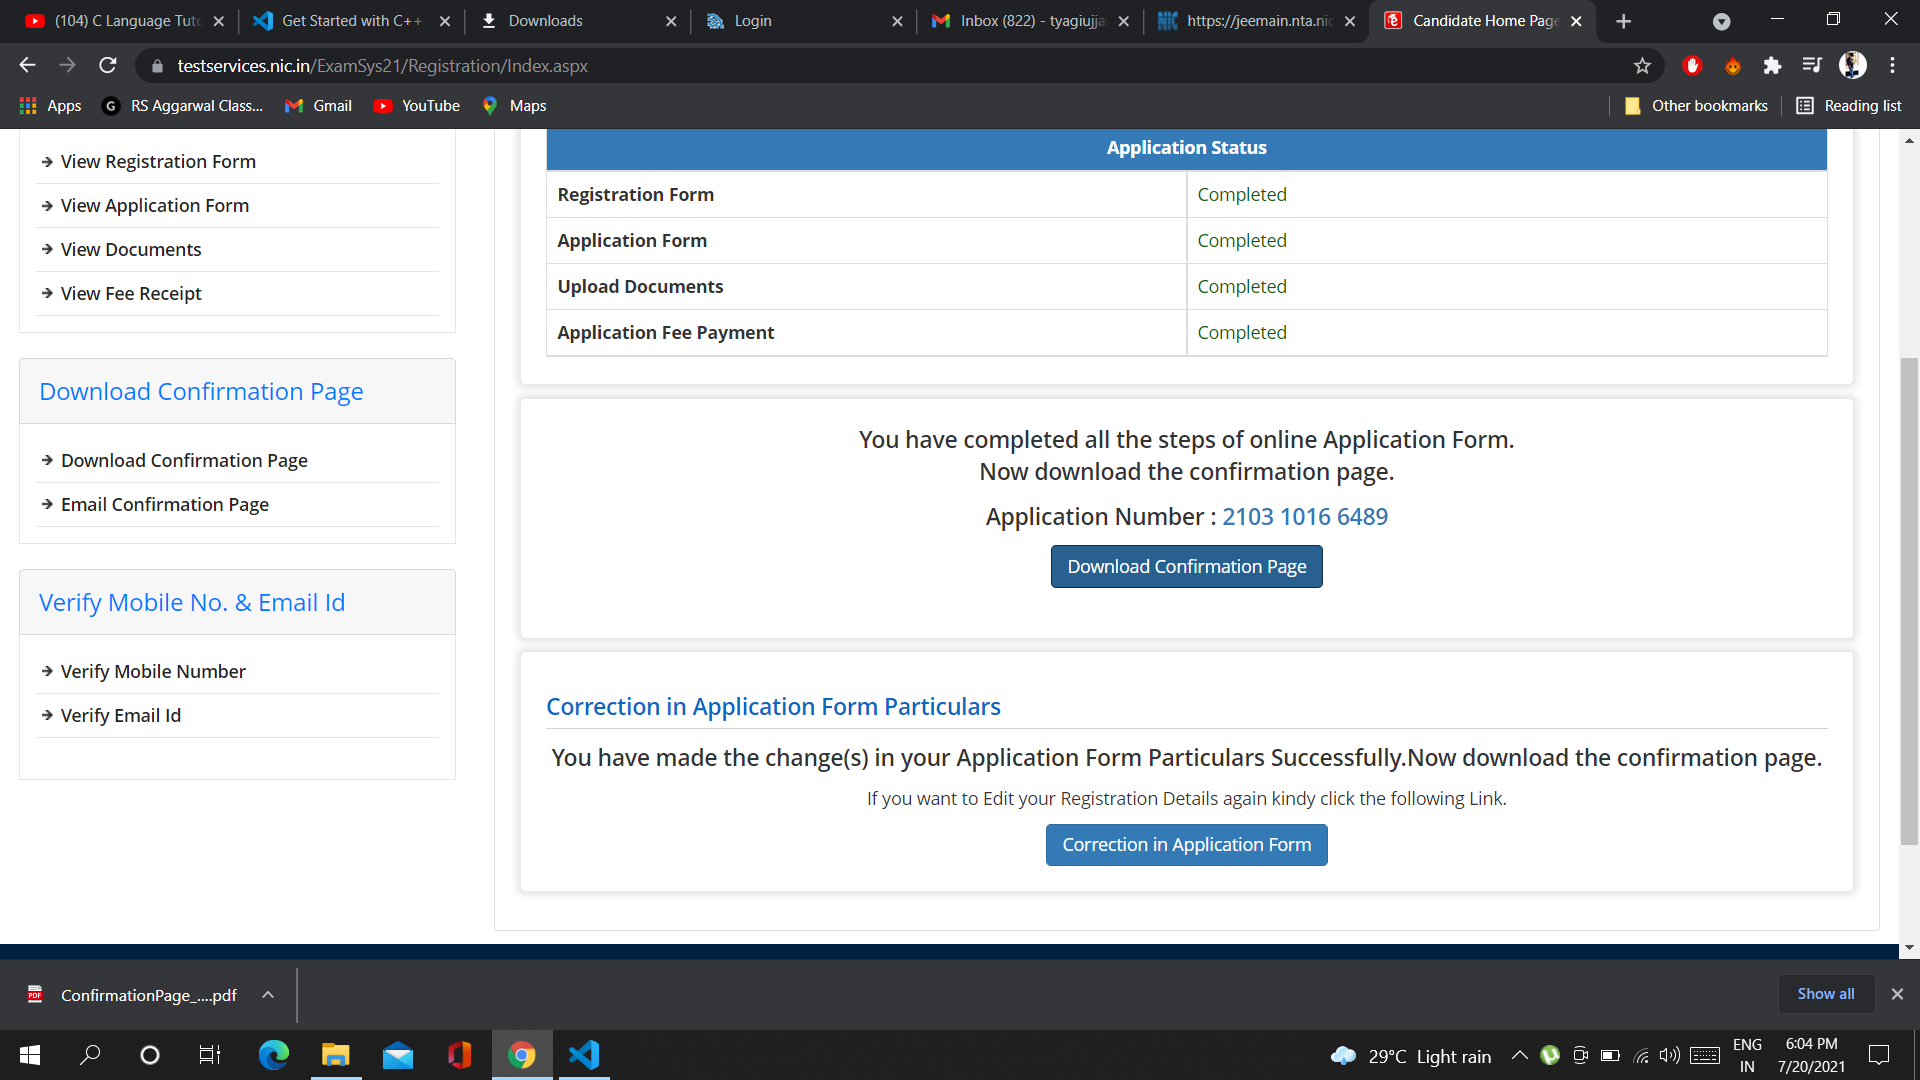 (104) C Language Tuto
Get Started with C++
Downloads
Login
Inbox (822) - tyagiujja
https://jeemain.nta.nic
Candidate Home Page
testservices.nic.in/ExamSys21/Registration/Index.aspx
Apps
RS Aggarwal Class...
Gmail
YouTube
Maps
Other bookmarks
Reading list
View Registration Form
View Application Form
View Documents
View Fee Receipt
Download Confirmation Page
Download Confirmation Page
Email Confirmation Page
Verify Mobile No. & Email Id
Verify Mobile Number
Verify Email Id
Application Status
Registration Form Completed
Application Form Completed
Upload Documents Completed
Application Fee Payment Completed
You have completed all the steps of online Application Form.
Now download the confirmation page.
Application Number : 2103 1016 6489
Download Confirmation Page
Correction in Application Form Particulars
You have made the change(s) in your Application Form Particulars Successfully.Now download the confirmation page.
If you want to Edit your Registration Details again kindy click the following Link.
Correction in Application Form
PDF
ConfirmationPage_....pdf
Show all
29°C Light rain
ENG
IN
6:04 PM
7/20/2021